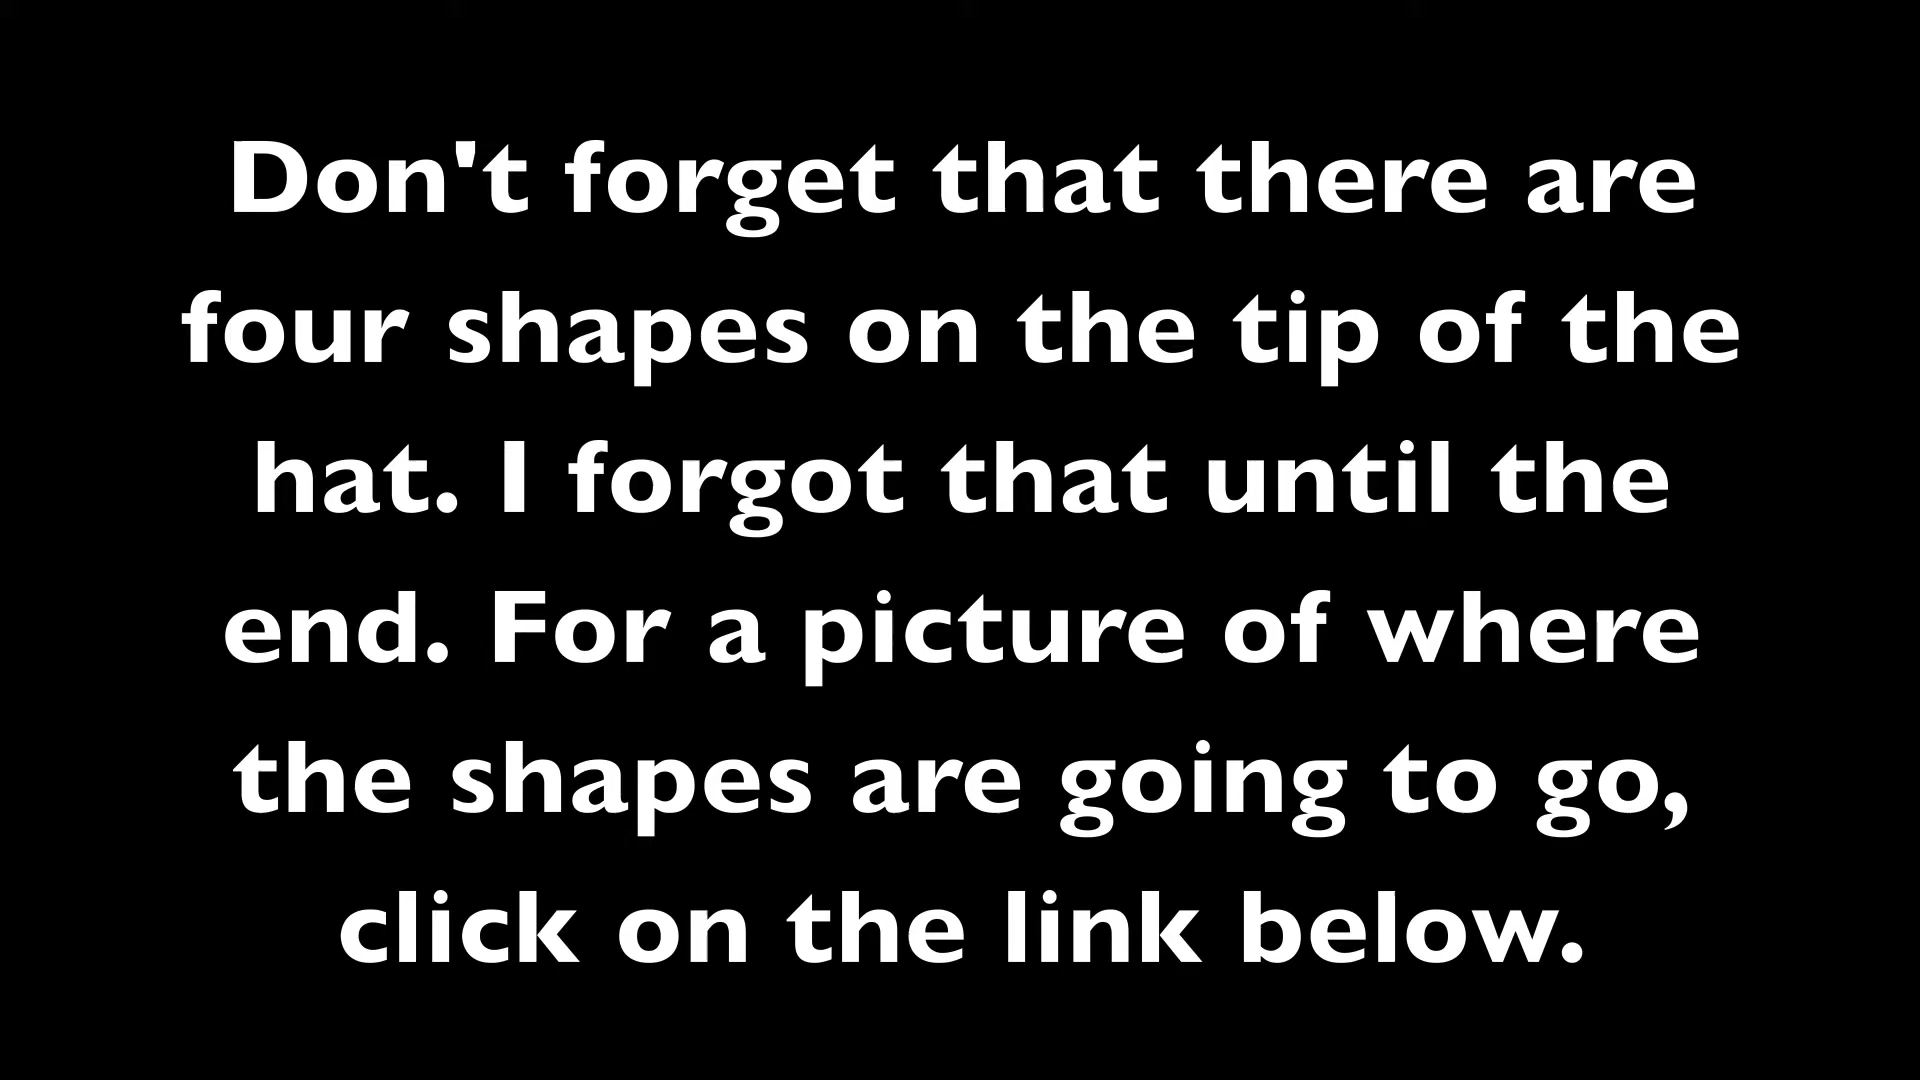 Don't forget that there are
four shapes on the tip of the
hat. I forgot that until the
end. For a picture of where
the shapes are going to go,
click on the link below.